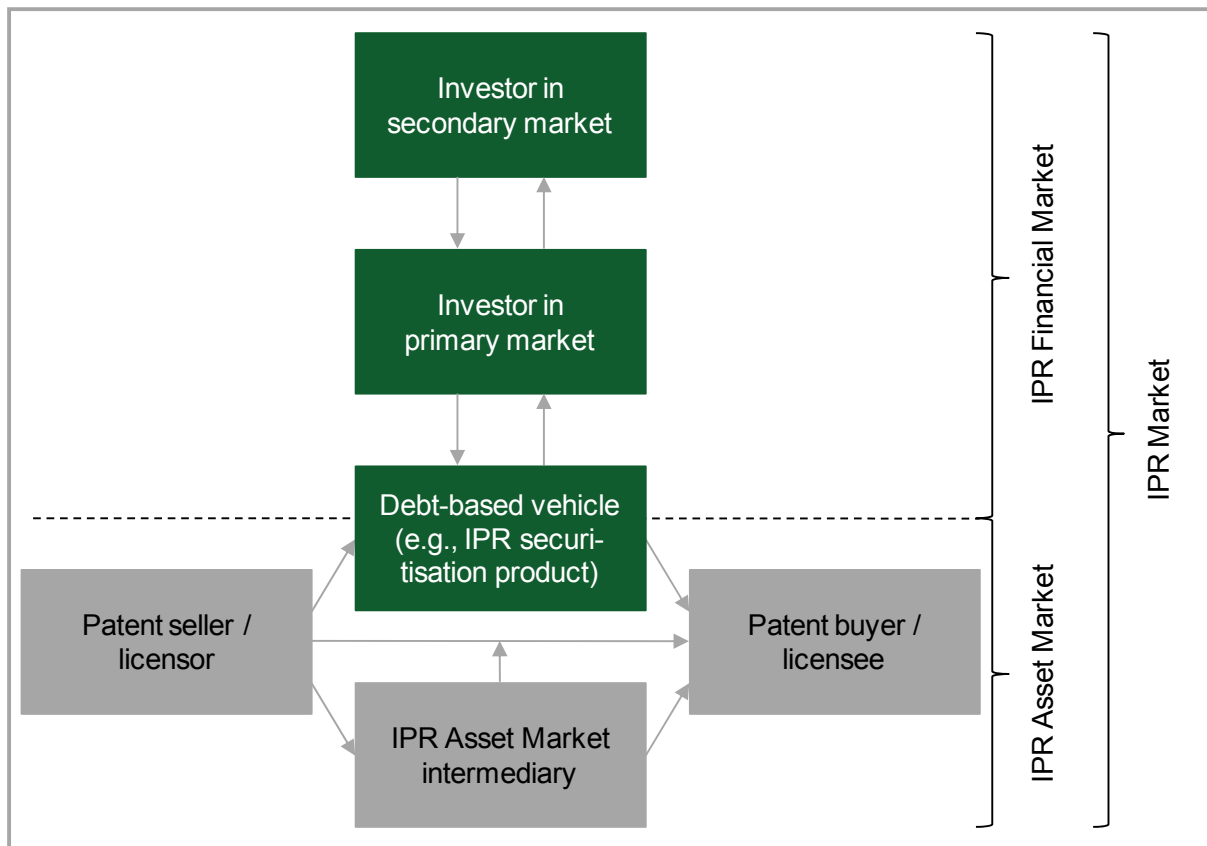 Investor in
secondary market
Investor in
primary market
Debt-based vehicle
(e.g., IPR securi-
tisation product)
Patent seller /
licensor
Patent buyer /
licensee
IPR Asset Market
intermediary
IPR Financial Market
IPR Asset Market
IPR Market